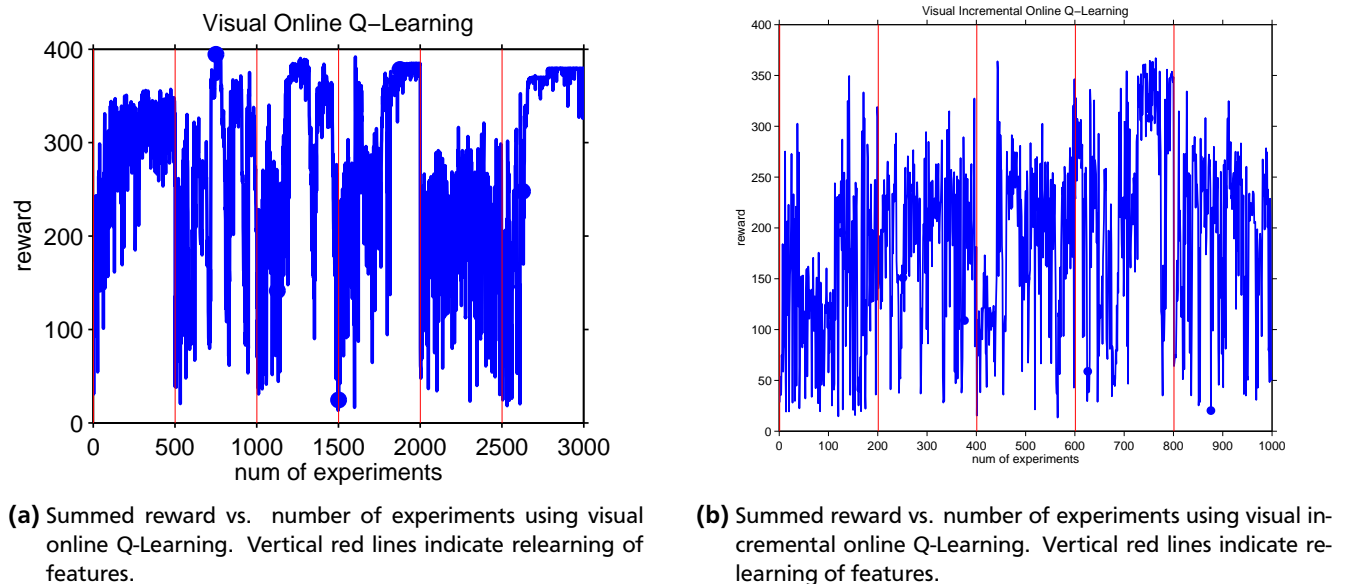 Visual Online Q−Learning
400
300
200
100
0
reward
0 500 1000 1500 2000 2500 3000
num of experiments
(a) Summed reward vs. number of experiments using visual
online Q-Learning. Vertical red lines indicate relearning of
features.
Visual Incremental Online Q−Learning
400
350
300
250
200
150
100
50
0
reward
0 100 200 300 400 500 600 700 800 900 1000
num of experiments
(b) Summed reward vs. number of experiments using visual in-
cremental online Q-Learning. Vertical red lines indicate re-
learning of features.